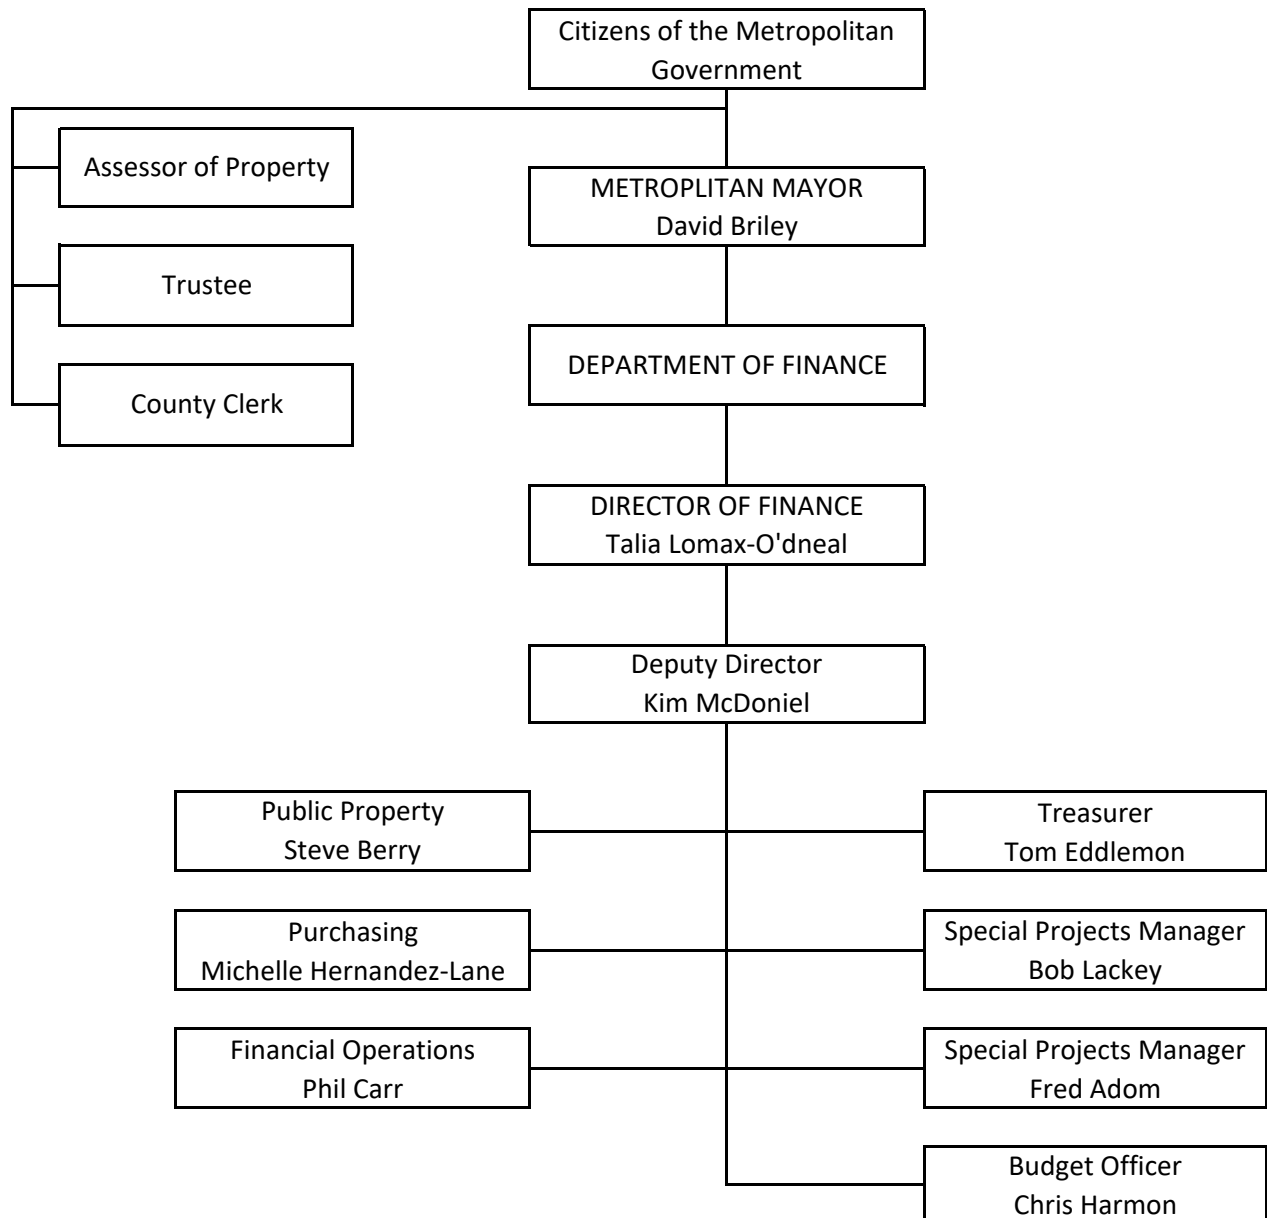 Citizens of the Metropolitan
Government
Assessor of Property
METROPLITAN MAYOR
David Briley
Trustee
DEPARTMENT OF FINANCE
County Clerk
DIRECTOR OF FINANCE
Talia Lomax-O'dneal
Deputy Director
Kim McDoniel
Public Property
Steve Berry
Treasurer
Tom Eddlemon
Purchasing
Michelle Hernandez-Lane
Special Projects Manager
Bob Lackey
Financial Operations
Phil Carr
Special Projects Manager
Fred Adom
Budget Officer
Chris Harmon